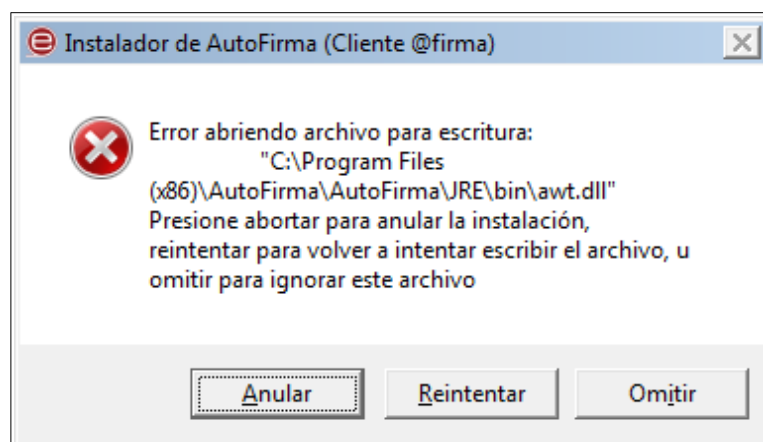 Instalador de AutoFirma (Cliente @firma)
Error abriendo archivo para escritura:
"C:\Program Files
(x86)\AutoFirma\AutoFirma\JRE\bin\awt.dll"
Presione abortar para anular la instalación,
reintentar para volver a intentar escribir el archivo, u
omitir para ignorar este archivo
Anular
Reintentar
Omitir